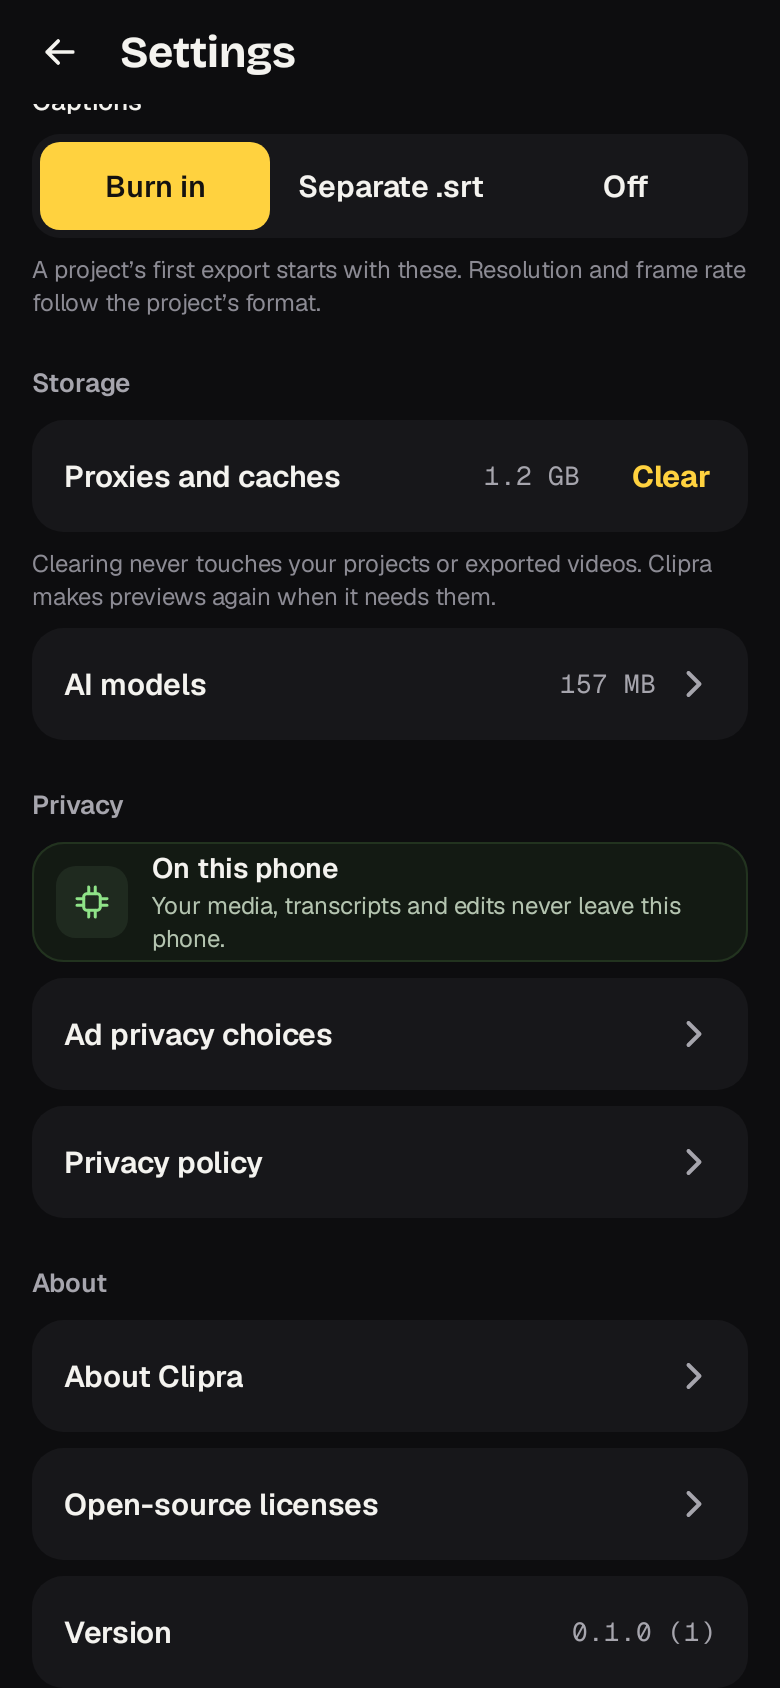 Settings
Captions
Burn in
Separate .srt
Off
A project’s first export starts with these. Resolution and frame rate
follow the project’s format.
Storage
Proxies and caches
1.2 GB
Clear
Clearing never touches your projects or exported videos. Clipra
makes previews again when it needs them.
AI models
157 MB
Privacy
On this phone
Your media, transcripts and edits never leave this
phone.
Ad privacy choices
Privacy policy
About
About Clipra
Open-source licenses
Version
0.1.0 (1)